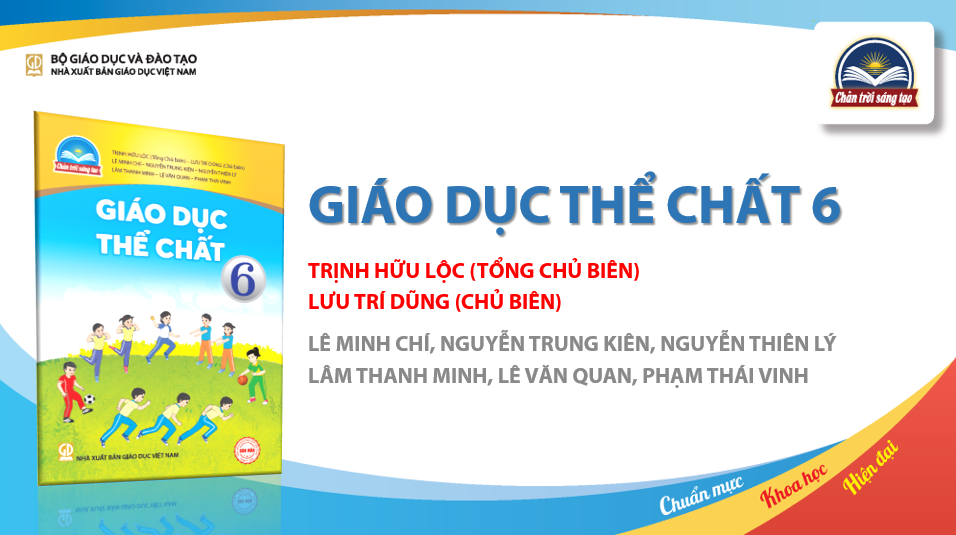 BỘ GIÁO DỤC VÀ ĐÀO TẠO
NHÀ XUẤT BẢN GIÁO DỤC VIỆT NAM
Chân trời sáng tạo
GIÁO DỤC THỂ CHẤT 6
TRỊNH HỮU LỘC (TỔNG CHỦ BIÊN)
LƯU TRÍ DŨNG (CHỦ BIÊN)
LÊ MINH CHÍ, NGUYỄN TRUNG KIÊN, NGUYỄN THIÊN LÝ
LÂM THANH MINH, LÊ VĂN QUAN, PHẠM THÁI VINH
TRỊNH HỮU LỘC (Tổng Chủ biên) – LƯU TRÍ DŨNG (Chủ biên)
LÊ MINH CHÍ – NGUYỄN TRUNG KIÊN – NGUYỄN THIÊN LÝ
LÂM THANH MINH – LÊ VĂN QUAN – PHẠM THÁI VINH
Chân trời sáng tạo
GIÁO DỤC
THỂ CHẤT
6
NHÀ XUẤT BẢN GIÁO DỤC VIỆT NAM
Chuẩn mực
Khoa học
Hiện đại